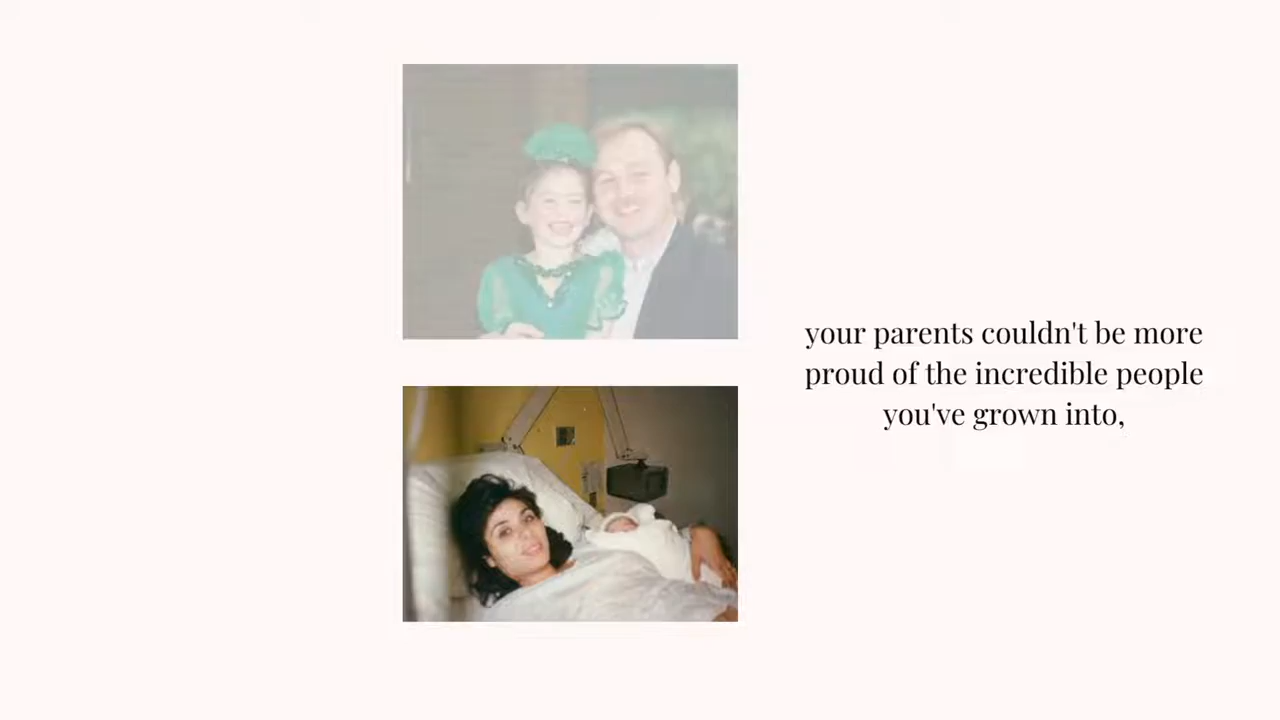 your parents couldn't be more
proud of the incredible people
you've grown into,